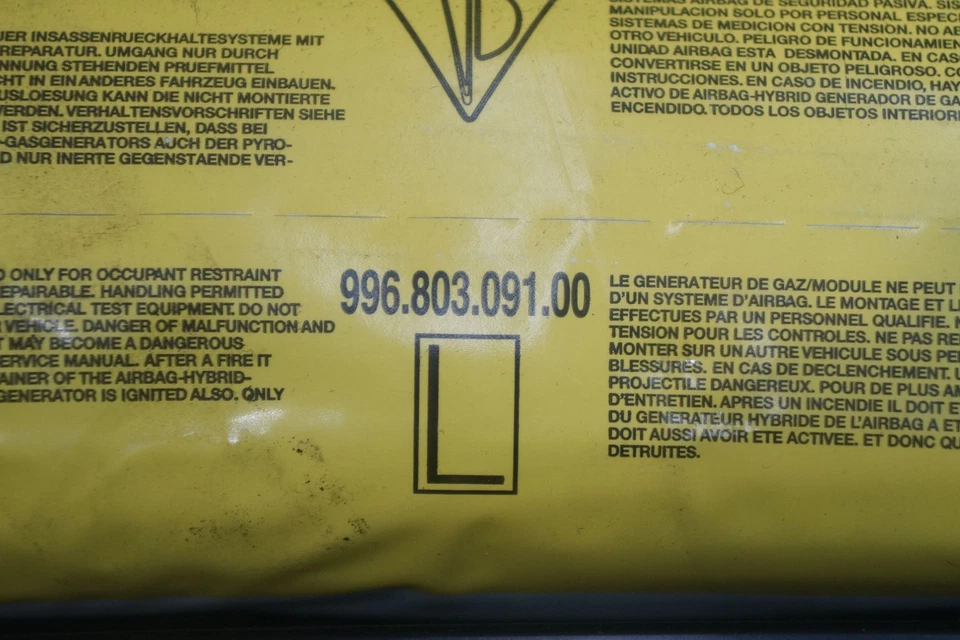 UER INSASSENRUECKHALTESYSTEME MIT
REPARATUR. UMGANG NUR DURCH
NNUNG STEHENDEN PRUEFMITTEL
CHT IN EIN ANDERES FAHRZEUG EINBAUEN.
USLOESUNG KANN DIE NICHT MONTIERTE
WERDEN. VERHALTENSVORSCHRIFTEN SIEHE
IST SICHERZUSTELLEN, DASS BEI
-GASGENERATORS AUCH DER PYRO-
D NUR INERTE GEGENSTAENDE VER-
SISTEMAS AIRBAG DE SEGURIDAD PASIVA. SIS
MANIPULACION SOLO POR PERSONAL ESPEC
SISTEMAS DE MEDICION CON TENSION. NO AB
OTRO VEHICULO. PELIGRO DE FUNCIONAMIEN
UNIDAD AIRBAG ESTA DESMONTADA. EN CAS
CONVERTIRSE EN UN OBJETO PELIGROSO. CO
INSTRUCCIONES. EN CASO DE INCENDIO, HAY
ACTIVO DE AIRBAG-HYBRID GENERADOR DE GA
ENCENDIDO. TODOS LOS OBJETOS INTERIOR
D ONLY FOR OCCUPANT RESTRAINT
EPAIRABLE. HANDLING PERMITTED
LECTRICAL TEST EQUIPMENT. DO NOT
R VEHICLE. DANGER OF MALFUNCTION AND
T MAY BECOME A DANGEROUS
ERVICE MANUAL. AFTER A FIRE IT
AINER OF THE AIRBAG-HYBRID-
GENERATOR IS IGNITED ALSO. ONLY
996.803.091.00
L
LE GENERATEUR DE GAZ/MODULE NE PEUT
D'UN SYSTEME D'AIRBAG. LE MONTAGE ET L
EFFECTUES PAR UN PERSONNEL QUALIFIE. N
TENSION POUR LES CONTROLES. NE PAS RE
MONTER SUR UN AUTRE VEHICULE SOUS PE
BLESSURES. EN CAS DE DECLENCHEMENT. U
PROJECTILE DANGEREUX. POUR DE PLUS AM
D'ENTRETIEN. APRES UN INCENDIE IL DOIT E
DU GENERATEUR HYBRIDE DE L'AIRBAG A ET
DOIT AUSSI AVOIR ETE ACTIVEE. ET DONC QU
DETRUITES.